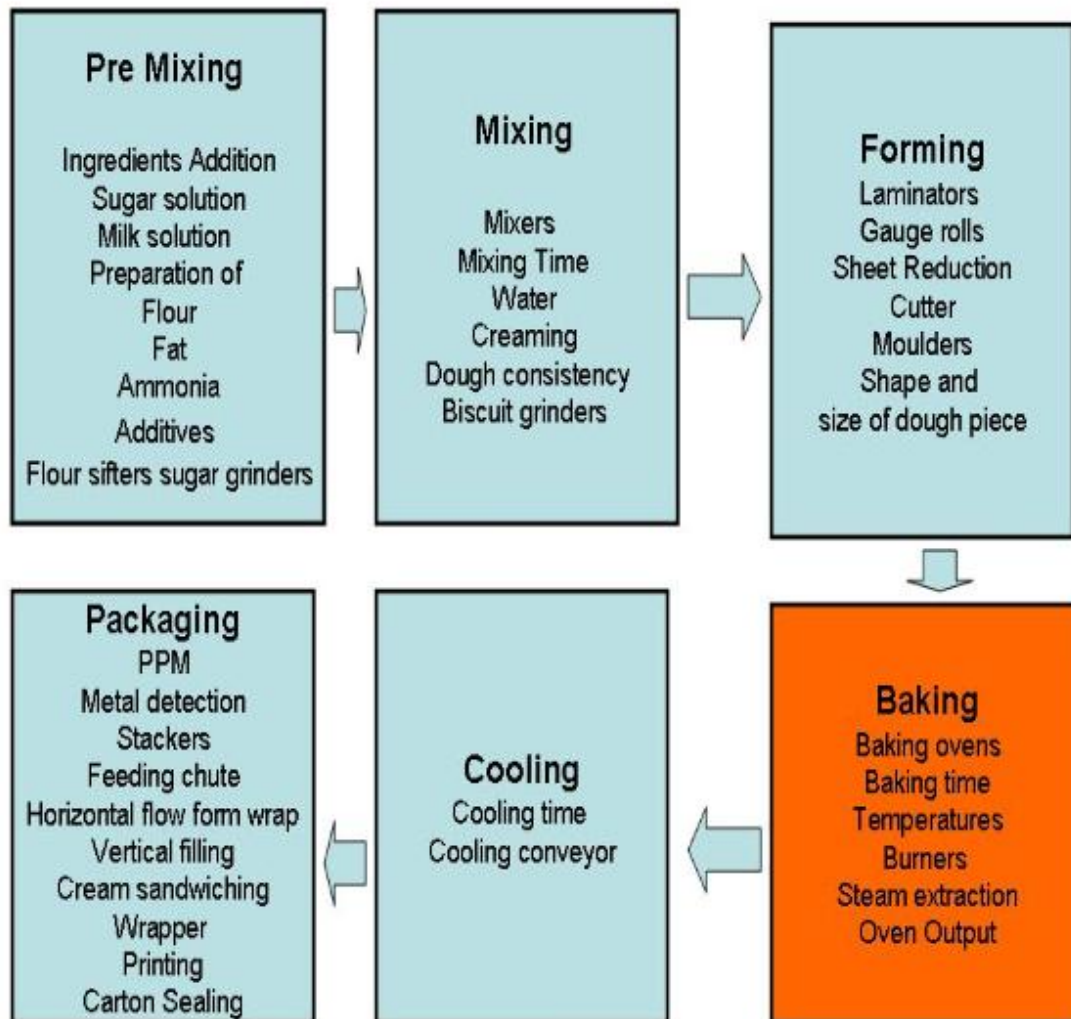 Pre Mixing
Ingredients Addition
Sugar solution
Milk solution
Preparation of
Flour
Fat
Ammonia
Additives
Flour sifters sugar grinders
Mixing
Mixers
Mixing Time
Water
Creaming
Dough consistency
Biscuit grinders
Forming
Laminators
Gauge rolls
Sheet Reduction
Cutter
Moulders
Shape and
size of dough piece
Baking
Baking ovens
Baking time
Temperatures
Burners
Steam extraction
Oven Output
Cooling
Cooling time
Cooling conveyor
Packaging
PPM
Metal detection
Stackers
Feeding chute
Horizontal flow form wrap
Vertical filling
Cream sandwiching
Wrapper
Printing
Carton Sealing